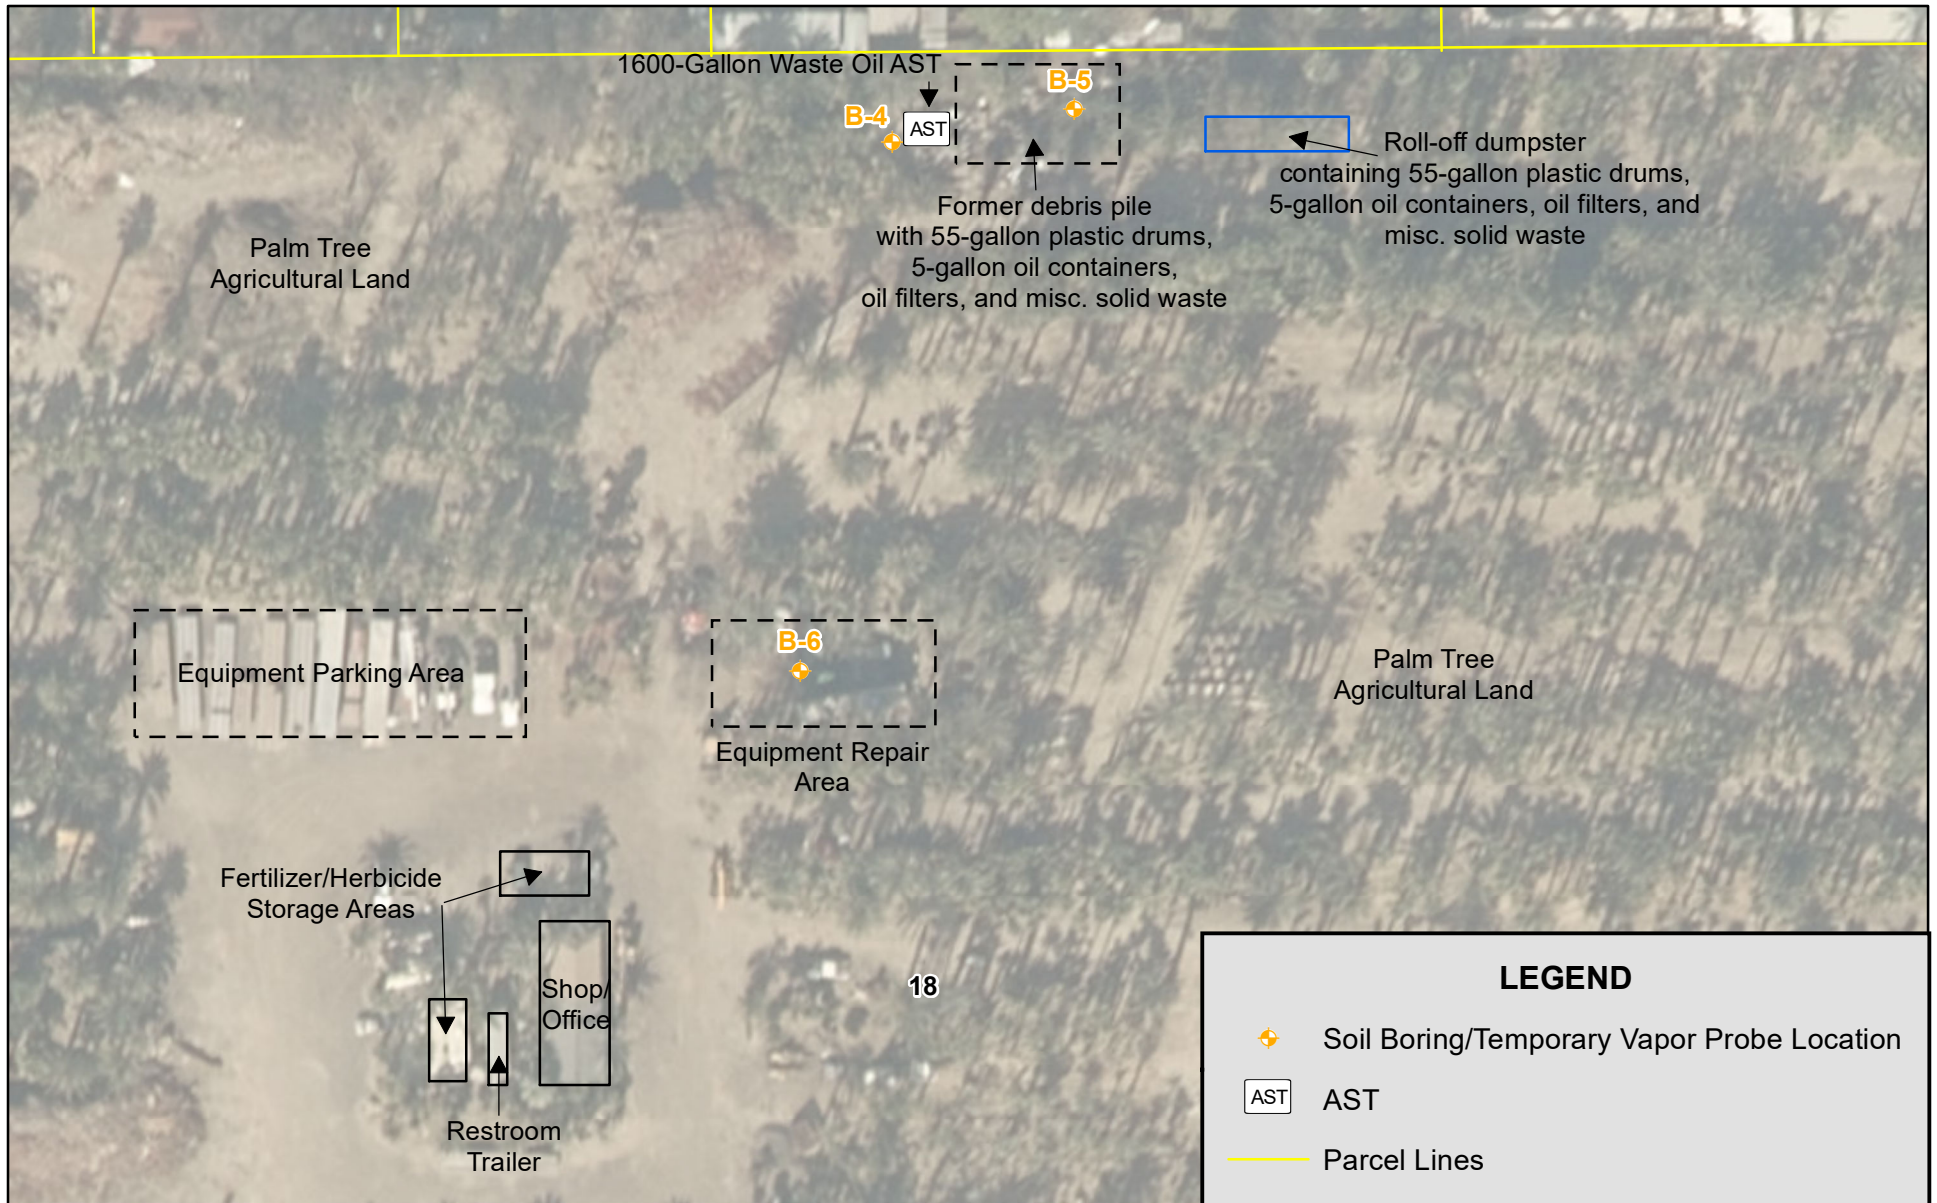 1600-Gallon Waste Oil AST
B-5
B-4
AST
Roll-off dumpster
containing 55-gallon plastic drums,
5-gallon oil containers, oil filters, and
misc. solid waste
Former debris pile
with 55-gallon plastic drums,
5-gallon oil containers,
oil filters, and misc. solid waste
Palm Tree
Agricultural Land
B-6
Equipment Parking Area
Palm Tree
Agricultural Land
Equipment Repair
Area
Fertilizer/Herbicide
Storage Areas
Shop/
Office
18
Restroom
Trailer
LEGEND
Soil Boring/Temporary Vapor Probe Location
AST AST
Parcel Lines